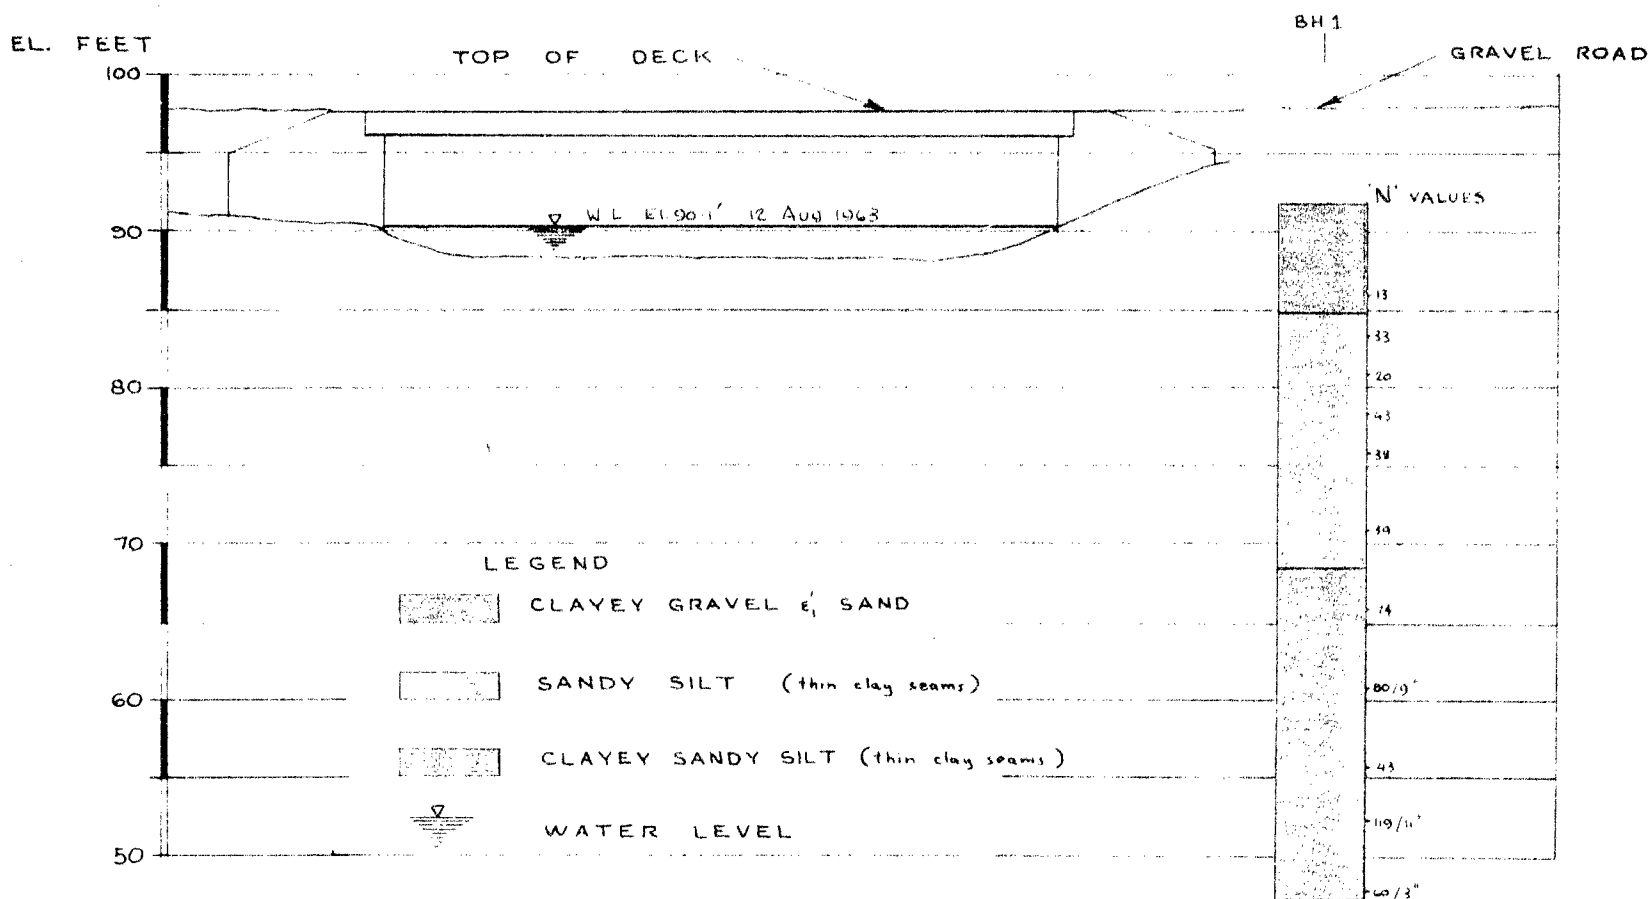 BH 1
EL. FEET
TOP OF DECK
GRAVEL ROAD
100
'N' VALUES
W L El. 90.1' 12 Aug 1963
90
13
33
80
20
43
38
70
LEGEND
CLAYEY GRAVEL & SAND
SANDY SILT (thin clay seams)
60
80/9"
CLAYEY SANDY SILT (thin clay seams)
43
119/11"
WATER LEVEL
50
60/3"